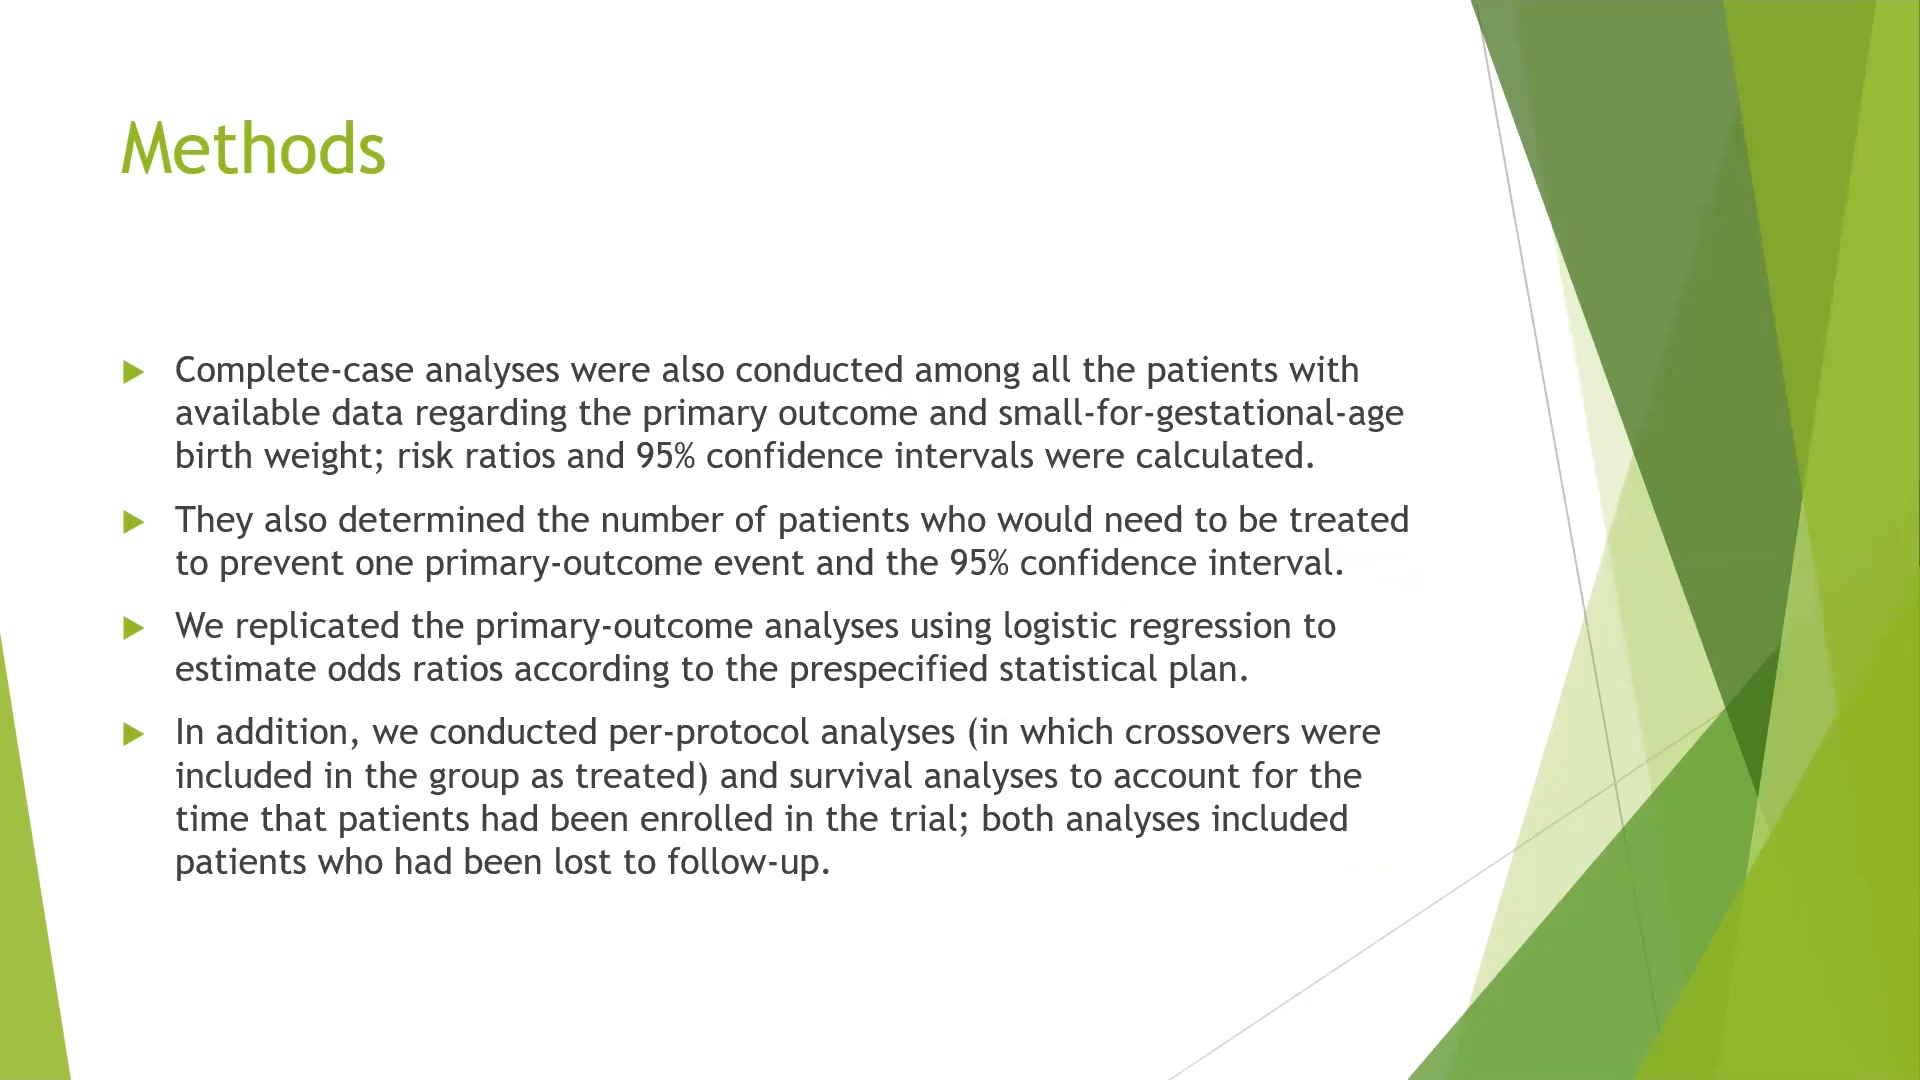 Methods
Complete-case analyses were also conducted among all the patients with
available data regarding the primary outcome and small-for-gestational-age
birth weight; risk ratios and 95% confidence intervals were calculated.
They also determined the number of patients who would need to be treated
to prevent one primary-outcome event and the 95% confidence interval.
We replicated the primary-outcome analyses using logistic regression to
estimate odds ratios according to the prespecified statistical plan.
In addition, we conducted per-protocol analyses (in which crossovers were
included in the group as treated) and survival analyses to account for the
time that patients had been enrolled in the trial; both analyses included
patients who had been lost to follow-up.